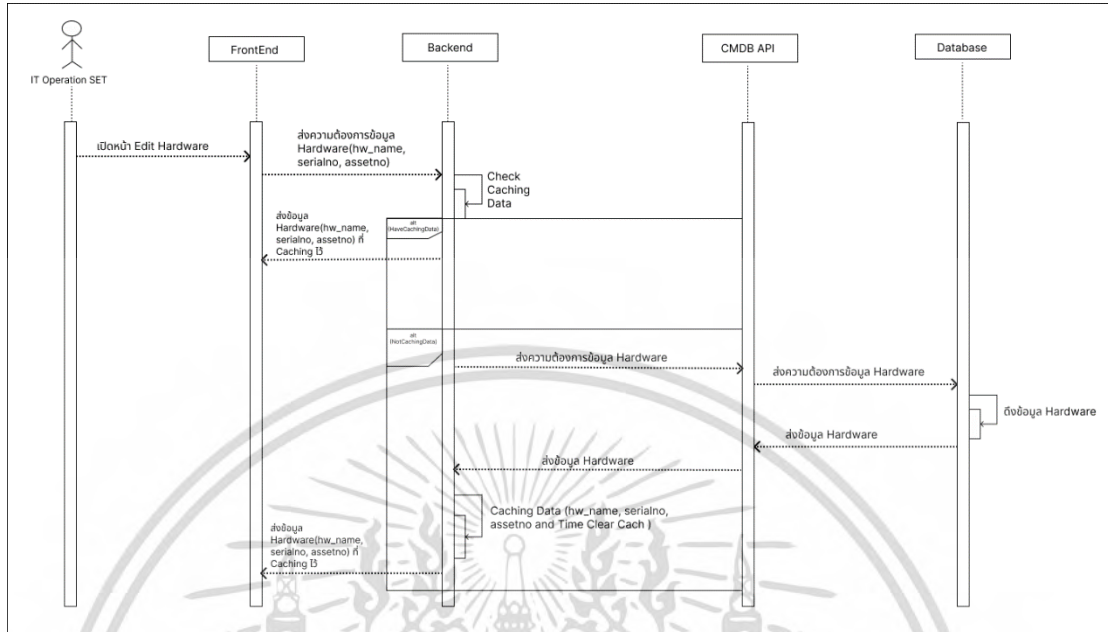 FrontEnd
Backend
CMDB API
Database
IT Operation SET
เปิดหน้า Edit Hardware
ส่งความต้องการข้อมูล
Hardware(hw_name,
serialno, assetno)
Check
Caching
Data
alt
(HaveCachingData)
ส่งข้อมูล
Hardware(hw_name,
serialno, assetno) ที่
Caching ไว้
alt
(NotCachingData)
ส่งความต้องการข้อมูล Hardware
ส่งความต้องการข้อมูล Hardware
ดึงข้อมูล Hardware
ส่งข้อมูล Hardware
ส่งข้อมูล Hardware
Caching Data (hw_name, serialno,
assetno and Time Clear Cach )
ส่งข้อมูล
Hardware(hw_name,
serialno, assetno) ที่
Caching ไว้